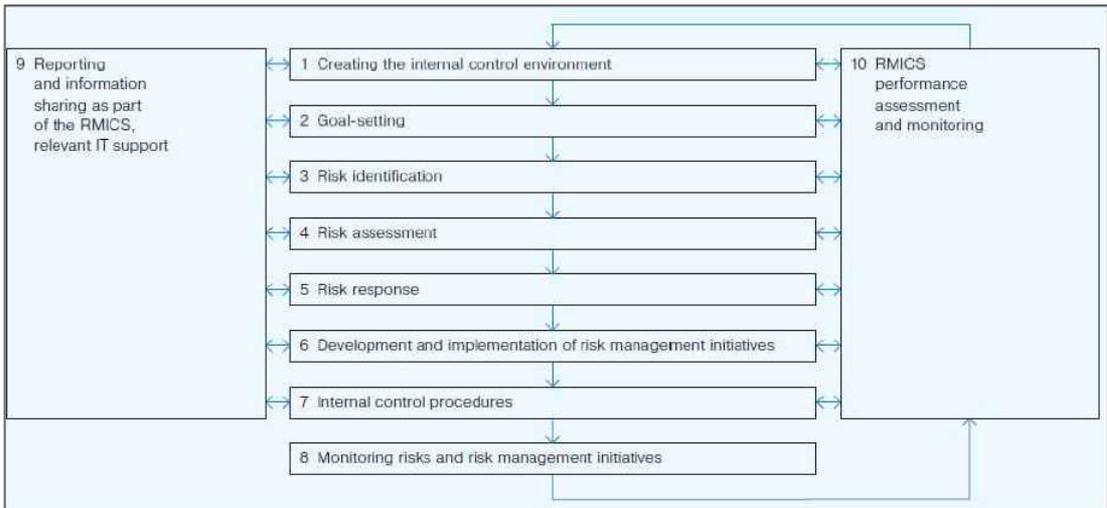 9 Reporting
and information
sharing as part
of the RMICS,
relevant IT support
1 Creating the internal control environment
2 Goal-setting
3 Risk identification
4 Risk assessment
5 Risk response
6 Development and implementation of risk management initiatives
7 Internal control procedures
8 Monitoring risks and risk management initiatives
10 RMICS
performance
assessment
and monitoring